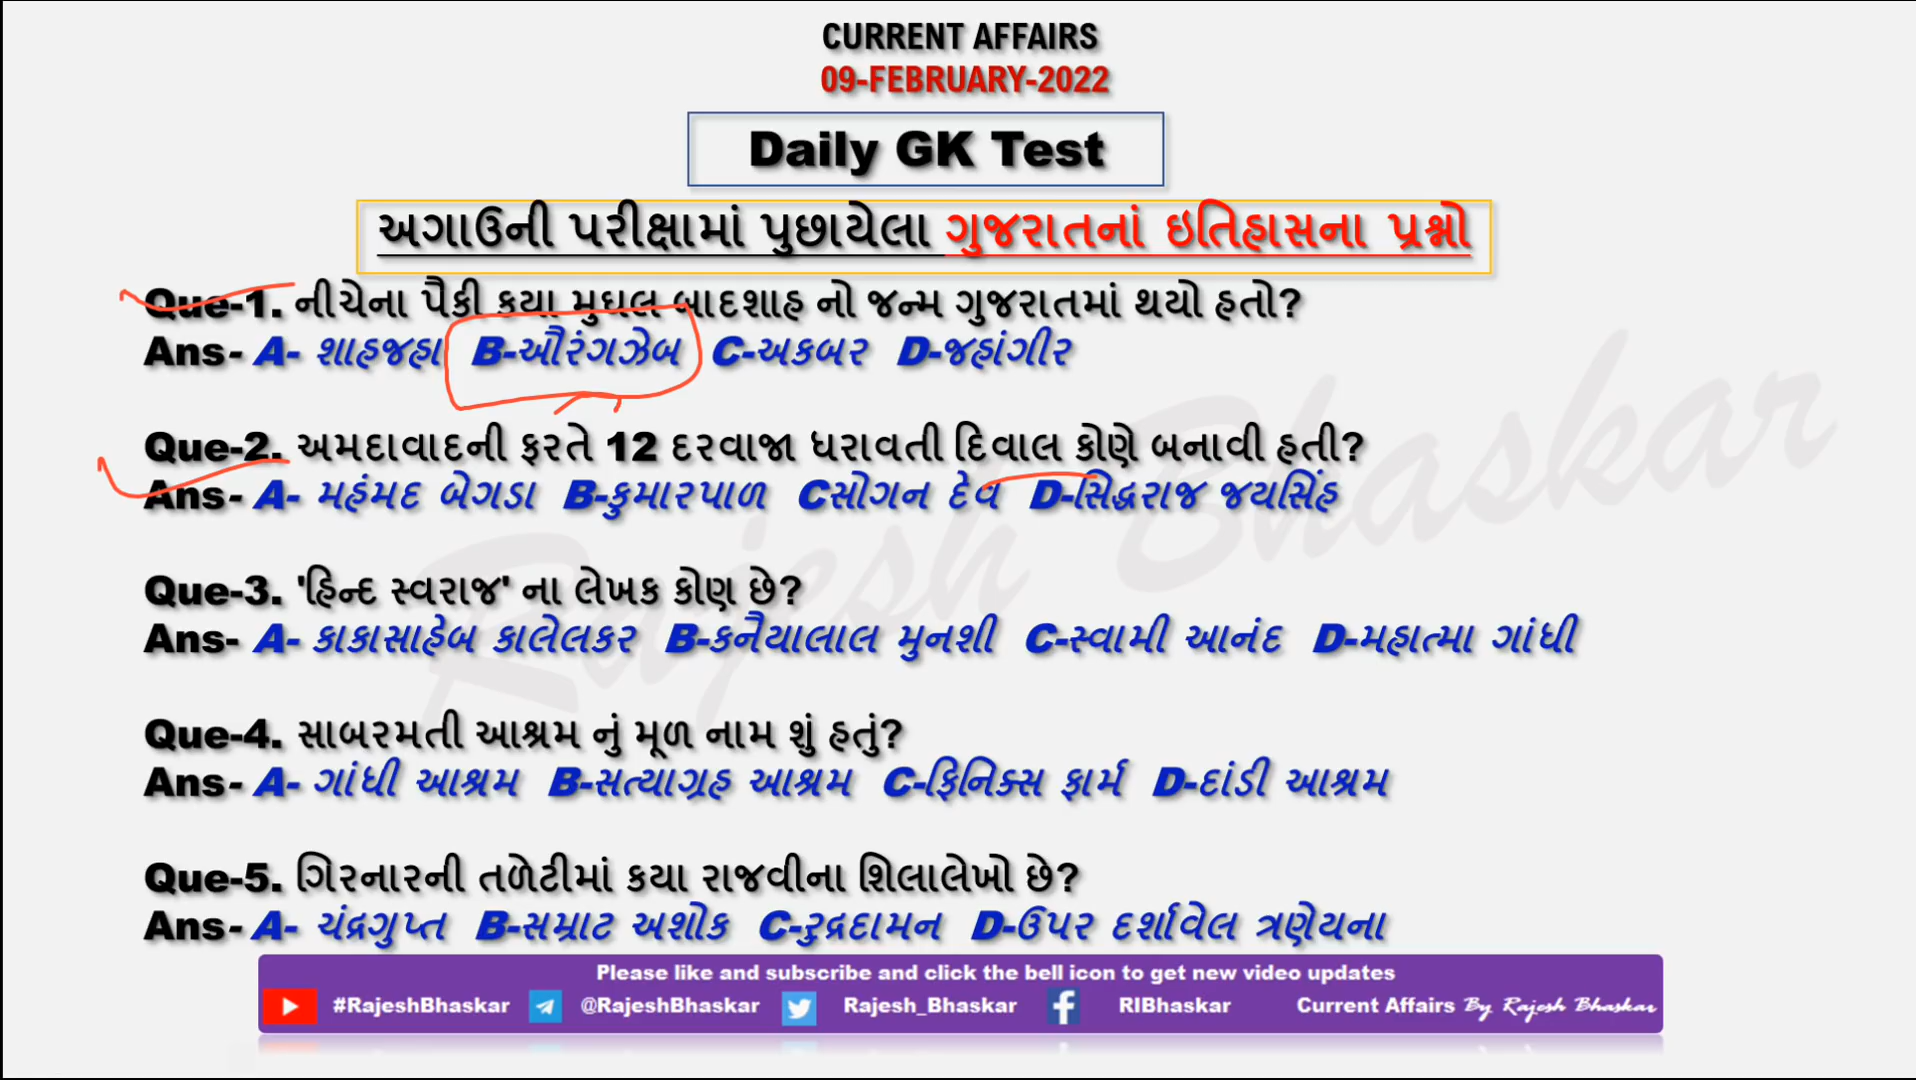 CURRENT AFFAIRS
09-FEBRUARY-2022
Daily GK Test
અગાઉની પરીક્ષામાં પુછાયેલા ગુજરાતનાં ઇતિહાસના પ્રશ્નો
Que-1. નીચેના પૈકી કયા મુઘલ બાદશાહ નો જન્મ ગુજરાતમાં થયો હતો?
Ans- A- શાહજહા B-ઔરંગઝેબ C-અકબર D-જહાંગીર
Que-2. અમદાવાદની ફરતે 12 દરવાજા ધરાવતી દિવાલ કોણે બનાવી હતી?
Ans- A- મહંમદ બેગડા B-કુમારપાળ Cસોગન દેવ D-સિદ્ધરાજ જયસિંહ
Que-3. 'હિન્દ સ્વરાજ' ના લેખક કોણ છે?
Ans- A- કાકાસાહેબ કાલેલકર B-કનૈયાલાલ મુનશી C-સ્વામી આનંદ D-મહાત્મા ગાંધી
Que-4. સાબરમતી આશ્રમ નું મૂળ નામ શું હતું?
Ans- A- ગાંધી આશ્રમ B-સત્યાગ્રહ આશ્રમ C-ફિનિક્સ ફાર્મ D-દાંડી આશ્રમ
Que-5. ગિરનારની તળેટીમાં કયા રાજવીના શિલાલેખો છે?
Ans- A- ચંદ્રગુપ્ત B-સમ્રાટ અશોક C-રુદ્રદામન D-ઉપર દર્શાવેલ ત્રણેયના
Rajesh Bhaskar
Please like and subscribe and click the bell icon to get new video updates
#RajeshBhaskar @RajeshBhaskar Rajesh_Bhaskar RIBhaskar Current Affairs By Rajesh Bhaskar